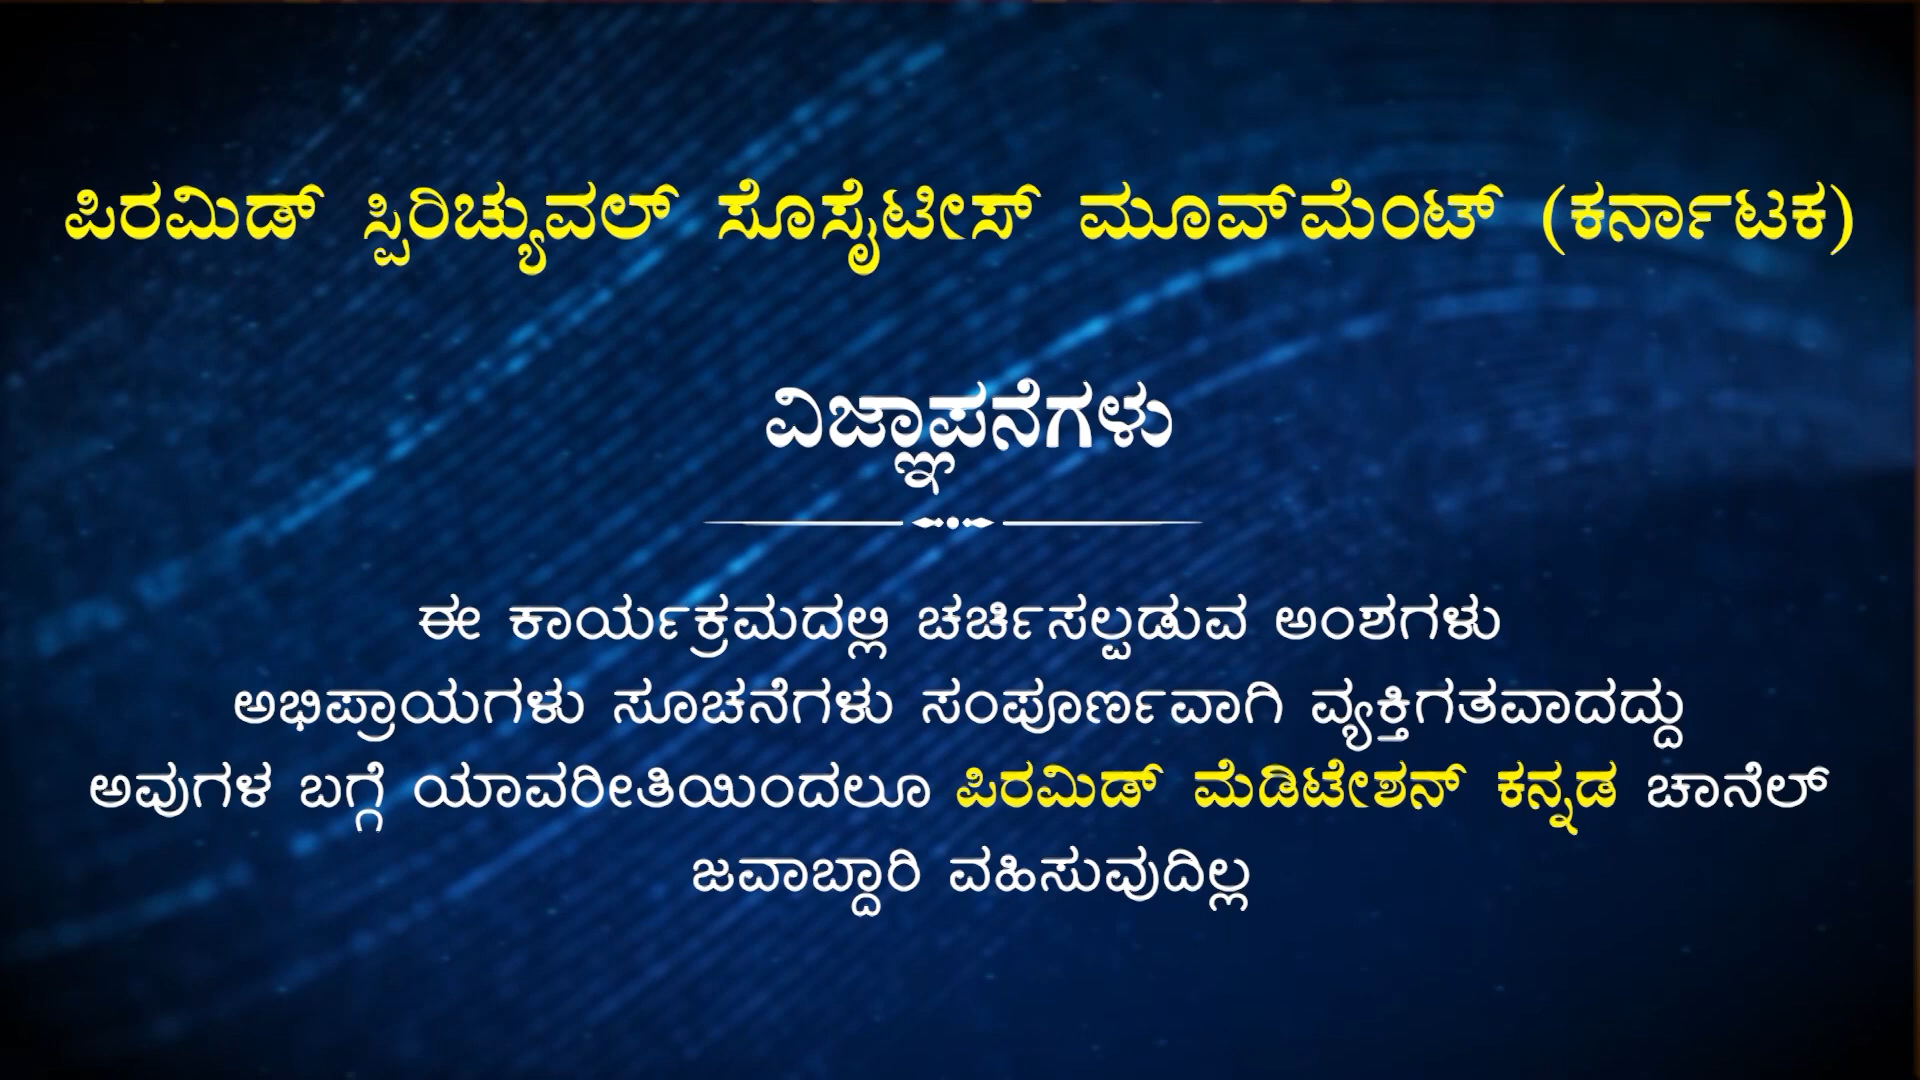 ಪಿರಮಿಡ್ ಸ್ಪಿರಿಚ್ಯುವಲ್ ಸೊಸೈಟೀಸ್ ಮೂವ್‌ಮೆಂಟ್ (ಕರ್ನಾಟಕ)
ವಿಜ್ಞಾಪನೆಗಳು
ಈ ಕಾರ್ಯಕ್ರಮದಲ್ಲಿ ಚರ್ಚಿಸಲ್ಪಡುವ ಅಂಶಗಳು
ಅಭಿಪ್ರಾಯಗಳು ಸೂಚನೆಗಳು ಸಂಪೂರ್ಣವಾಗಿ ವ್ಯಕ್ತಿಗತವಾದದ್ದು
ಅವುಗಳ ಬಗ್ಗೆ ಯಾವರೀತಿಯಿಂದಲೂ ಪಿರಮಿಡ್ ಮೆಡಿಟೇಶನ್ ಕನ್ನಡ ಚಾನೆಲ್
ಜವಾಬ್ದಾರಿ ವಹಿಸುವುದಿಲ್ಲ